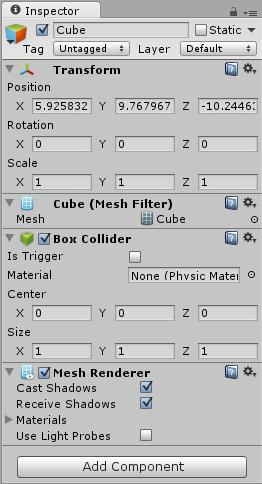 Inspector
Cube Static
Tag Untagged Layer Default
Transform
Position
X 5.925832 Y 9.767967 Z -10.2446
Rotation
X 0 Y 0 Z 0
Scale
X 1 Y 1 Z 1
Cube (Mesh Filter)
Mesh Cube
Box Collider
Is Trigger
Material None (Physic Mater
Center
X 0 Y 0 Z 0
Size
X 1 Y 1 Z 1
Mesh Renderer
Cast Shadows
Receive Shadows
Materials
Use Light Probes
Add Component